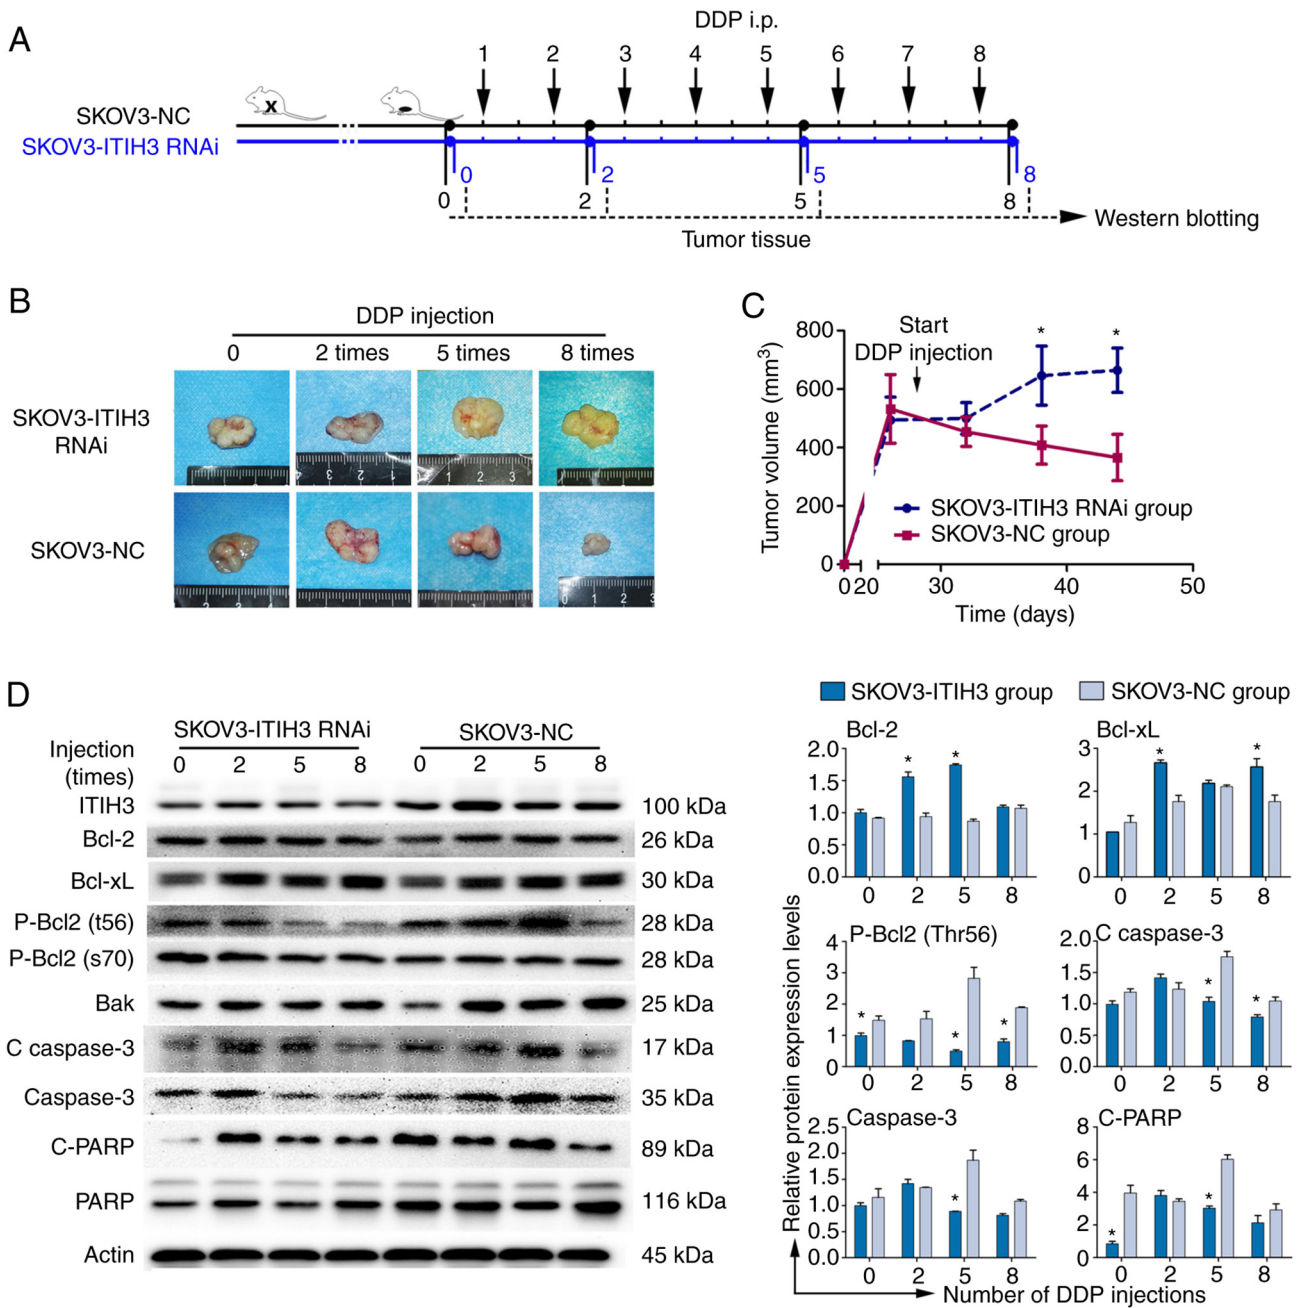 A
DDP i.p.
1 2 3 4 5 6 7 8
x
SKOV3-NC
SKOV3-ITIH3 RNAi
0 2 5 8
0 2 5 8
Western blotting
Tumor tissue
B
DDP injection
0 2 times 5 times 8 times
SKOV3-ITIH3
RNAi
SKOV3-NC
C
Start
DDP injection
* *
Tumor volume (mm3)
800
600
400
200
0
SKOV3-ITIH3 RNAi group
SKOV3-NC group
0 20 30 40 50
Time (days)
D
SKOV3-ITIH3 RNAi SKOV3-NC
Injection
(times)
0 2 5 8 0 2 5 8
ITIH3 100 kDa
Bcl-2 26 kDa
Bcl-xL 30 kDa
P-Bcl2 (t56) 28 kDa
P-Bcl2 (s70) 28 kDa
Bak 25 kDa
C caspase-3 17 kDa
Caspase-3 35 kDa
C-PARP 89 kDa
PARP 116 kDa
Actin 45 kDa
SKOV3-ITIH3 group SKOV3-NC group
Relative protein expression levels
Bcl-2
2.0
1.5
1.0
0.5
0.0
* *
0 2 5 8
Bcl-xL
3
2
1
0
* *
0 2 5 8
P-Bcl2 (Thr56)
4
3
2
1
0
* * *
0 2 5 8
C caspase-3
2.0
1.5
1.0
0.5
0.0
* *
0 2 5 8
Caspase-3
2.5
2.0
1.5
1.0
0.5
0.0
*
0 2 5 8
C-PARP
8
6
4
2
0
* *
0 2 5 8
Number of DDP injections